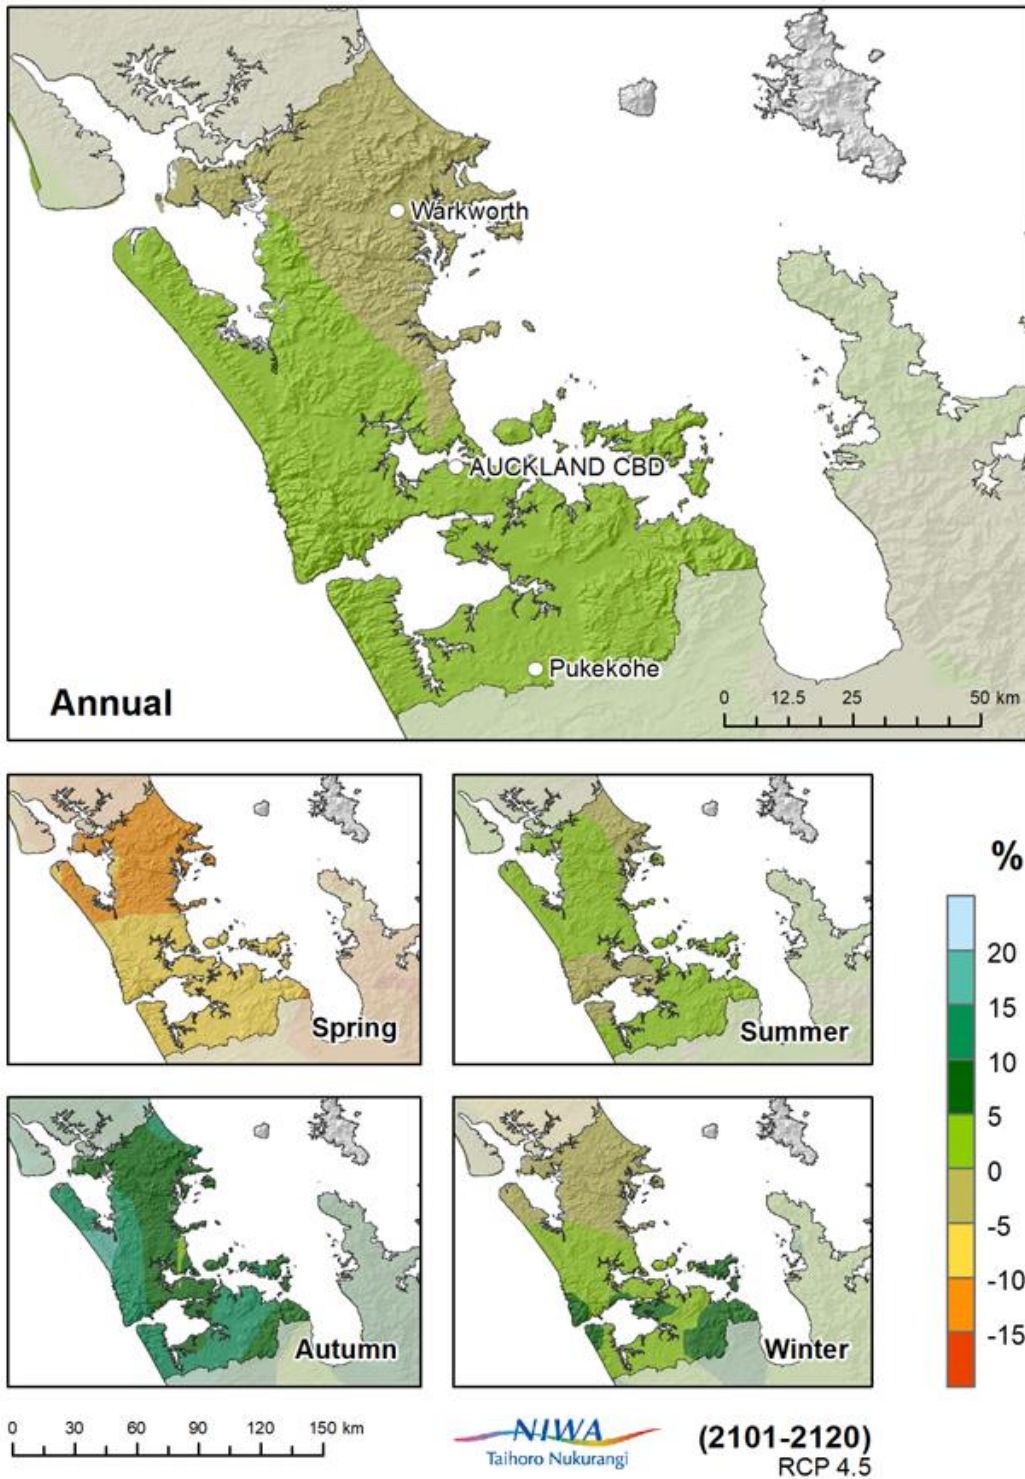 Warkworth
AUCKLAND CBD
Pukekohe
Annual
0 12.5 25 50 km
Spring
Summer
%
20
15
10
5
0
-5
-10
-15
Autumn
Winter
0 30 60 90 120 150 km
NIWA
Taihoro Nukurangi
(2101-2120)
RCP 4.5